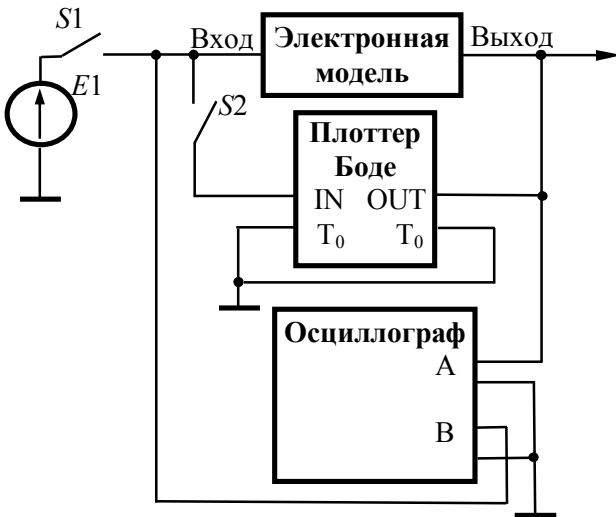 S1
Вход
Электронная
модель
Выход
E1
S2
Плоттер
Боде
IN OUT
T₀ T₀
Осциллограф
A
B